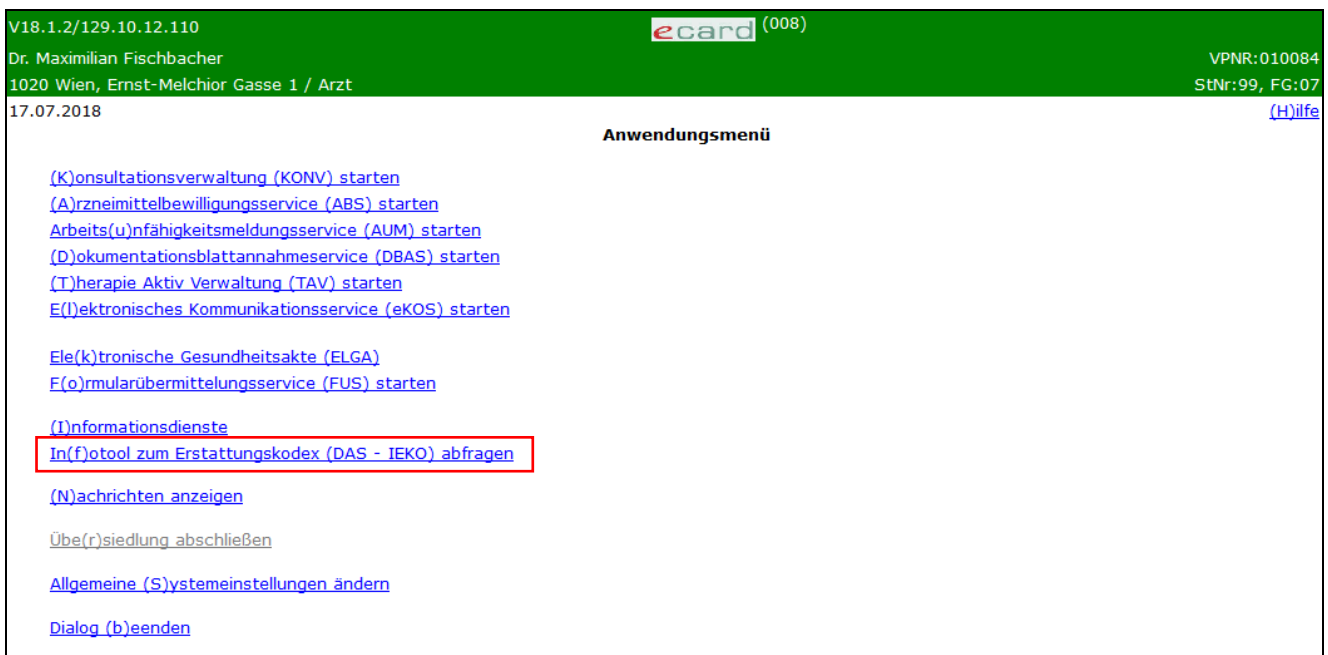 V18.1.2/129.10.12.110
ecard (008)
Dr. Maximilian Fischbacher
VPNR:010084
1020 Wien, Ernst-Melchior Gasse 1 / Arzt
StNr:99, FG:07
17.07.2018
(H)ilfe
Anwendungsmenü
(K)onsultationsverwaltung (KONV) starten
(A)rzneimittelbewilligungsservice (ABS) starten
Arbeits(u)nfähigkeitsmeldungsservice (AUM) starten
(D)okumentationsblattannahmeservice (DBAS) starten
(T)herapie Aktiv Verwaltung (TAV) starten
E(l)ektronisches Kommunikationsservice (eKOS) starten
Ele(k)tronische Gesundheitsakte (ELGA)
F(o)rmularübermittelungsservice (FUS) starten
(I)nformationsdienste
In(f)otool zum Erstattungskodex (DAS - IEKO) abfragen
(N)achrichten anzeigen
Übe(r)siedlung abschließen
Allgemeine (S)ystemeinstellungen ändern
Dialog (b)eenden